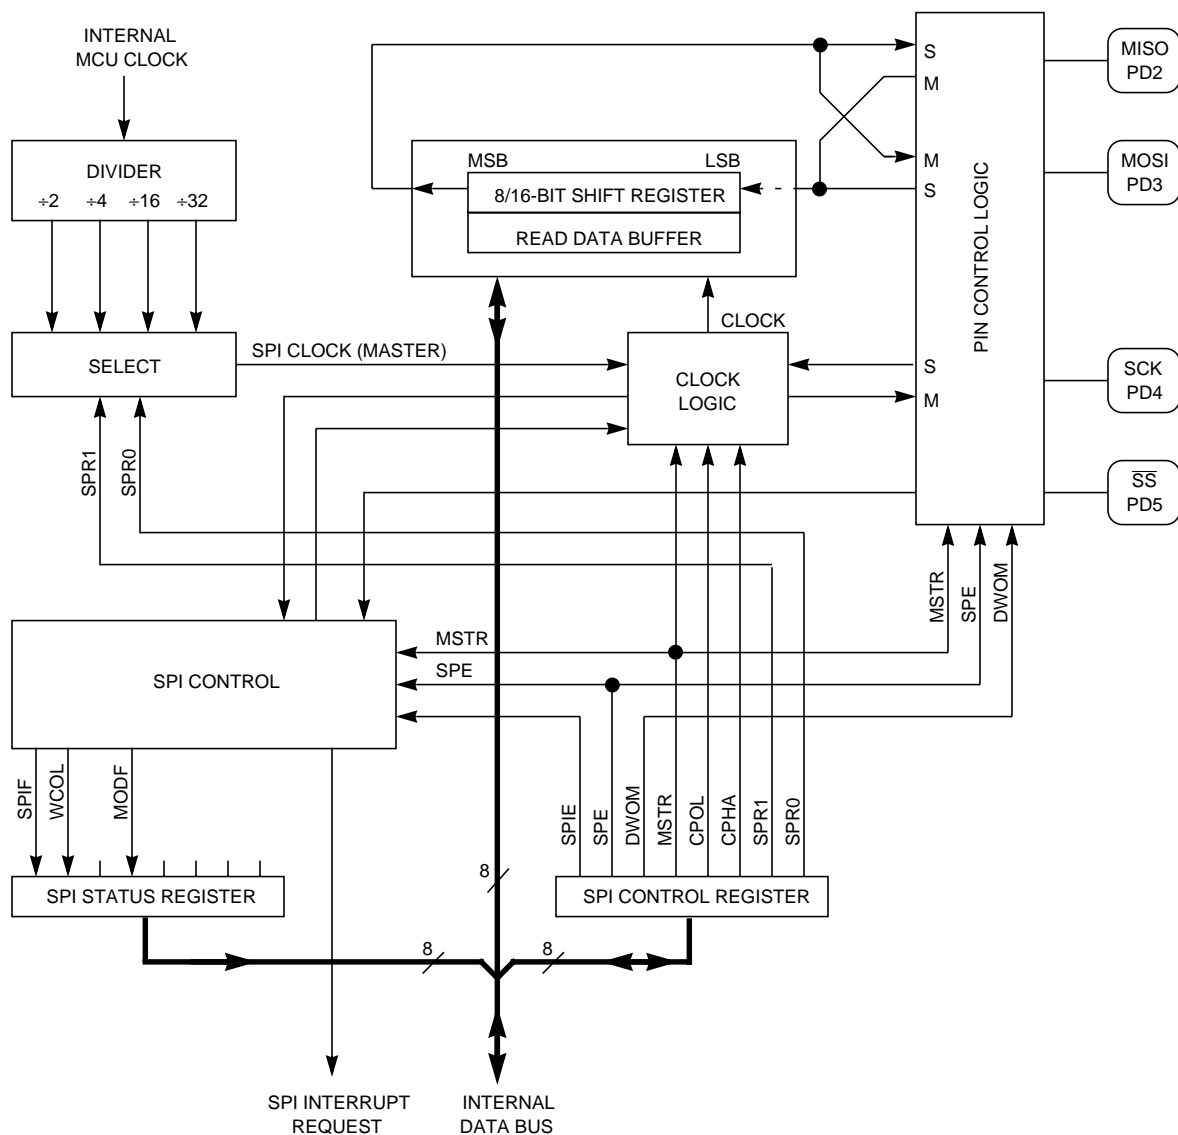 INTERNAL
MCU CLOCK
DIVIDER
÷2 ÷4 ÷16 ÷32
SELECT
SPR1
SPR0
SPI CLOCK (MASTER)
MSB LSB
8/16-BIT SHIFT REGISTER
READ DATA BUFFER
CLOCK
CLOCK
LOGIC
S
M
M
S
S
M
PIN CONTROL LOGIC
MISO
PD2
MOSI
PD3
SCK
PD4
SS
PD5
MSTR
SPE
DWOM
MSTR
SPE
SPI CONTROL
SPIF
WCOL
MODF
SPIE
SPE
DWOM
MSTR
CPOL
CPHA
SPR1
SPR0
8
SPI STATUS REGISTER
SPI CONTROL REGISTER
8
8
SPI INTERRUPT
REQUEST
INTERNAL
DATA BUS